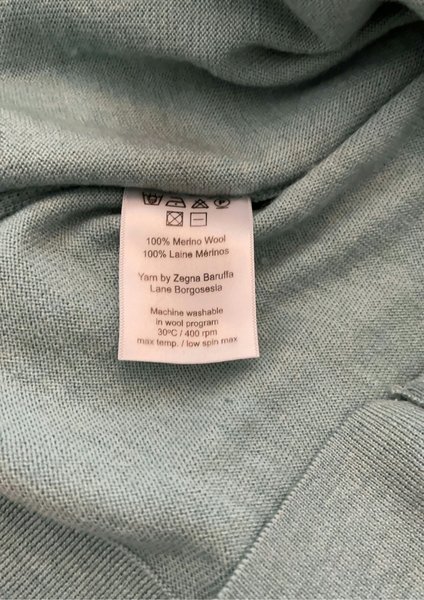 100% Merino Wool
100% Laine Mérinos
Yarn by Zegna Baruffa
Lane Borgosesia
Machine washable
in wool program
30ºC / 400 rpm
max temp. / low spin max